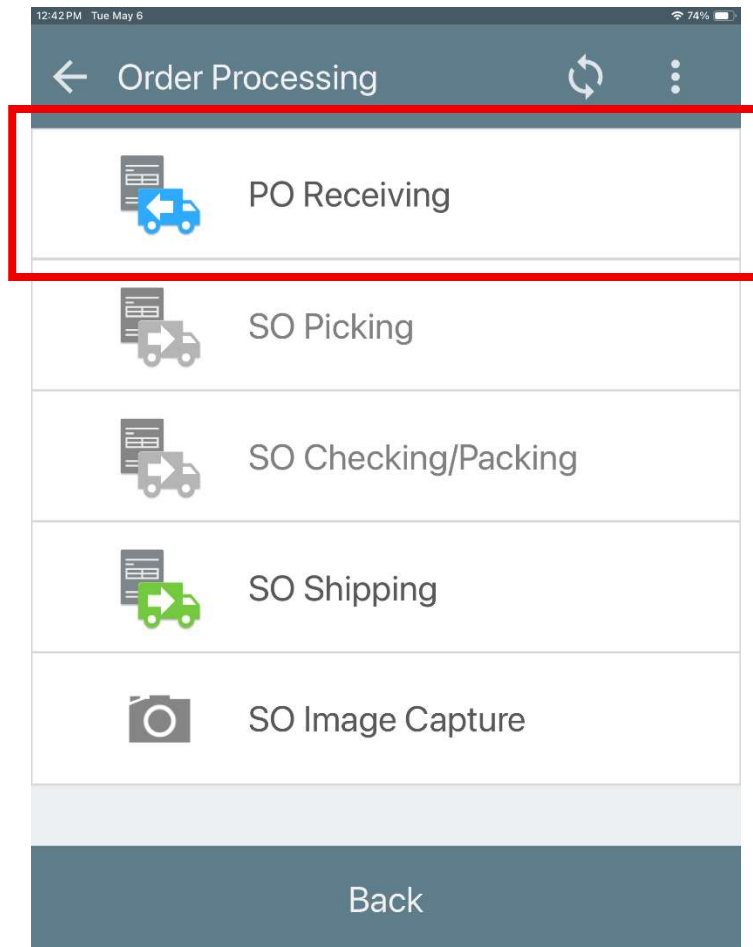 12:42 PM Tue May 6 74%
Order Processing
PO Receiving
SO Picking
SO Checking/Packing
SO Shipping
SO Image Capture
Back